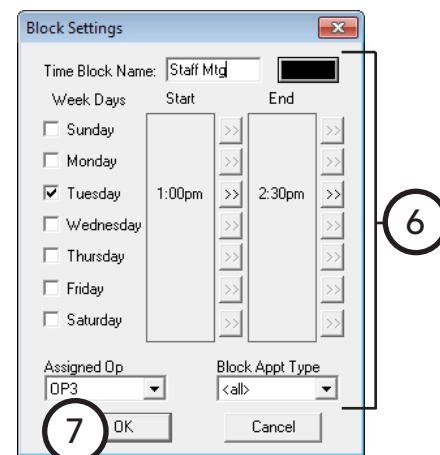 Block Settings
Time Block Name: Staff Mtg
Week Days Start End
Sunday >> >>
Monday >> >>
Tuesday 1:00pm >> 2:30pm >>
Wednesday >> >>
Thursday >> >>
Friday >> >>
Saturday >> >>
6
Assigned Op Block Appt Type
OP3 <all>
7 OK Cancel